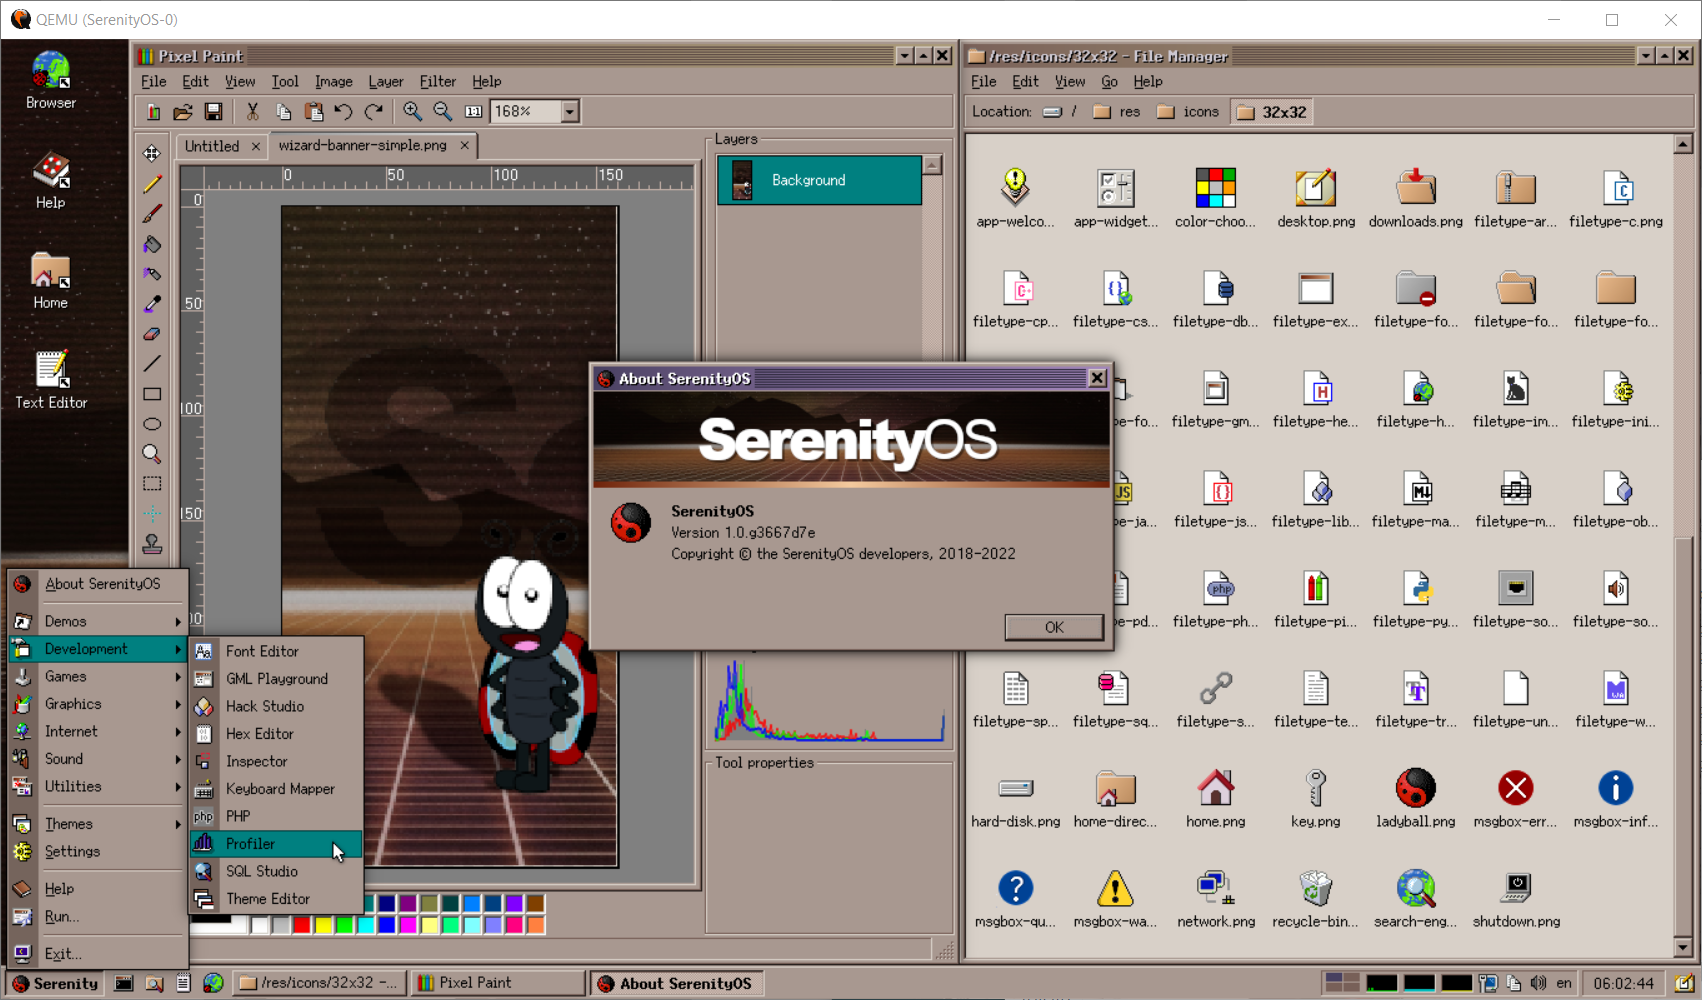 QEMU (SerenityOS-0)
Browser
Help
Home
Text Editor
Pixel Paint
File Edit View Tool Image Layer Filter Help
1:1 168%
Untitled wizard-banner-simple.png
0 50 100 150
0
50
100
150
Layers
Background
Tool properties
/res/icons/32x32 - File Manager
File Edit View Go Help
Location: / res icons 32x32
app-welco... app-widget... color-choo... desktop.png downloads.png filetype-ar... filetype-c.png
filetype-cp... filetype-cs... filetype-db... filetype-ex... filetype-fo... filetype-fo... filetype-fo...
e-fo... filetype-gm... filetype-he... filetype-h... filetype-im... filetype-ini...
e-ja... filetype-js... filetype-lib... filetype-ma... filetype-m... filetype-ob...
e-pd... filetype-ph... filetype-pi... filetype-py... filetype-so... filetype-so...
filetype-sp... filetype-sq... filetype-s... filetype-te... filetype-tr... filetype-un... filetype-w...
hard-disk.png home-direc... home.png key.png ladyball.png msgbox-err... msgbox-inf...
msgbox-qu... msgbox-wa... network.png recycle-bin... search-eng... shutdown.png
About SerenityOS
SerenityOS
SerenityOS
Version 1.0.g3667d7e
Copyright © the SerenityOS developers, 2018-2022
OK
About SerenityOS
Demos
Development
Games
Graphics
Internet
Sound
Utilities
Themes
Settings
Help
Run...
Exit...
Font Editor
GML Playground
Hack Studio
Hex Editor
Inspector
Keyboard Mapper
php PHP
Profiler
SQL Studio
Theme Editor
Serenity /res/icons/32x32 -... Pixel Paint About SerenityOS en 06:02:44